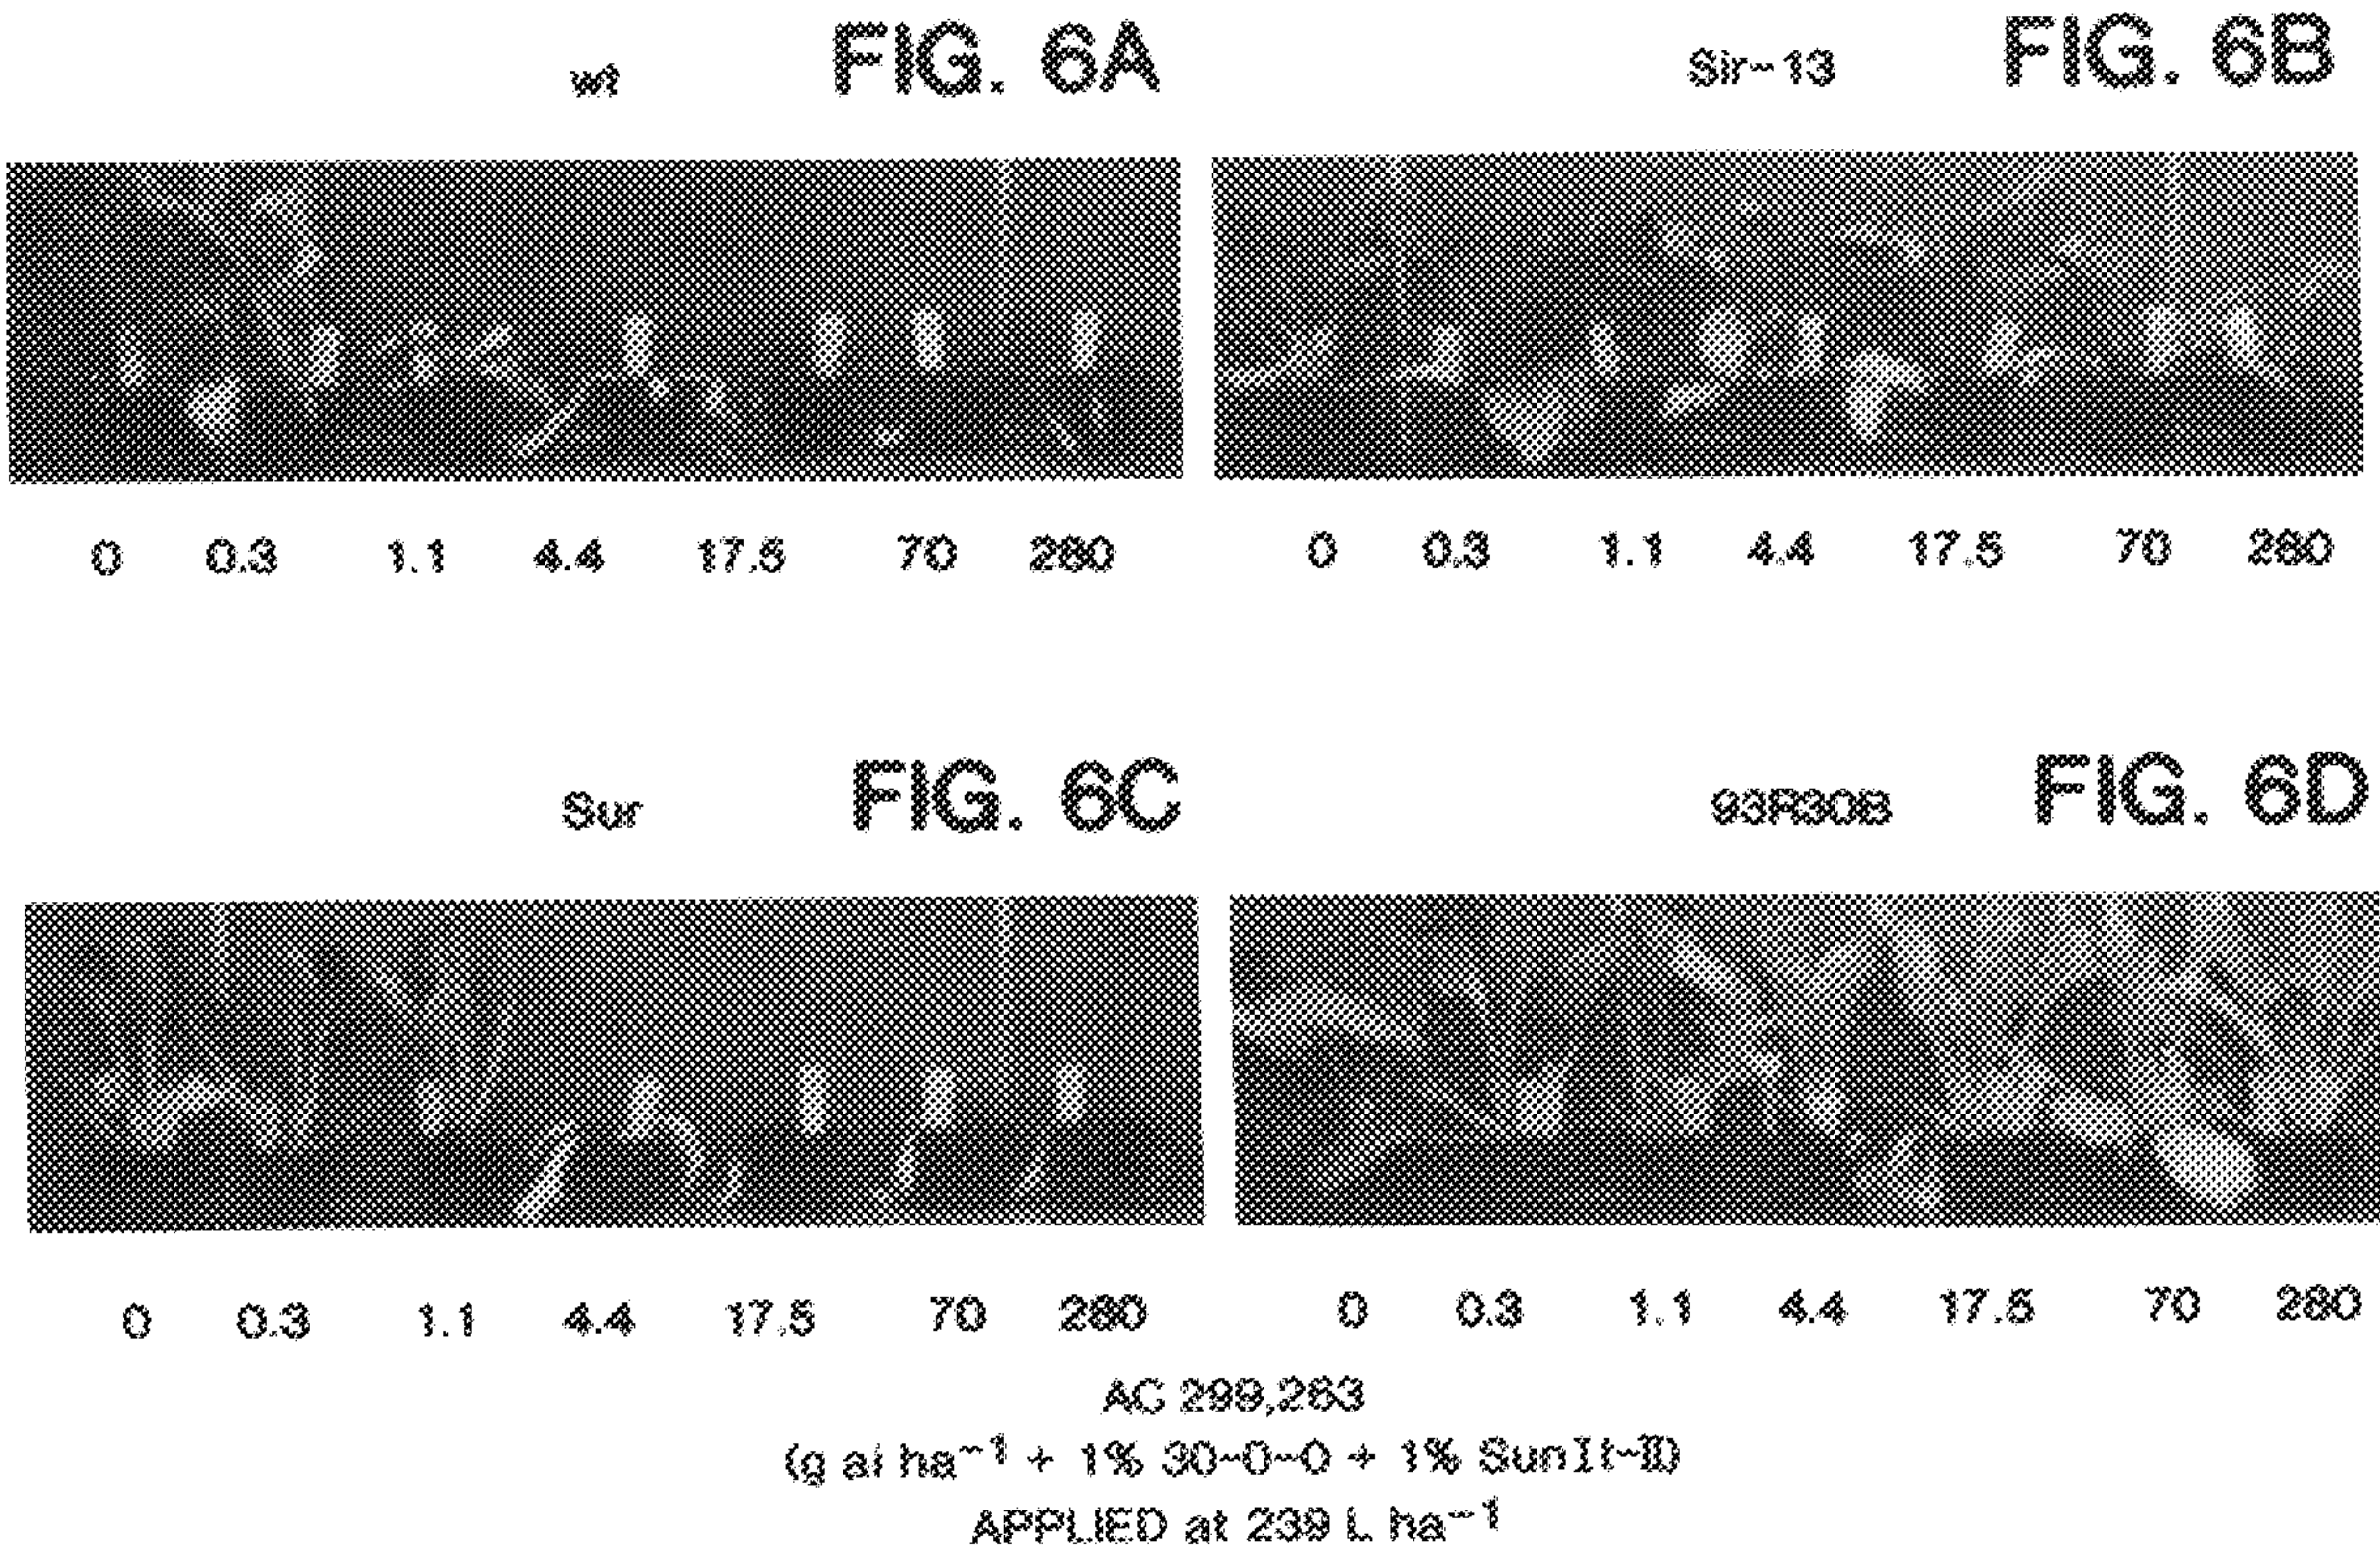 wt FIG. 6A
Sir-13 FIG. 6B
0 0.3 1.1 4.4 17.5 70 280
0 0.3 1.1 4.4 17.5 70 280
Sur FIG. 6C
93R30B FIG. 6D
0 0.3 1.1 4.4 17.5 70 280
0 0.3 1.1 4.4 17.5 70 280
AC 299,263
(g ai ha⁻¹ + 1% 30-0-0 + 1% SunIt-II)
APPLIED at 239 L ha⁻¹